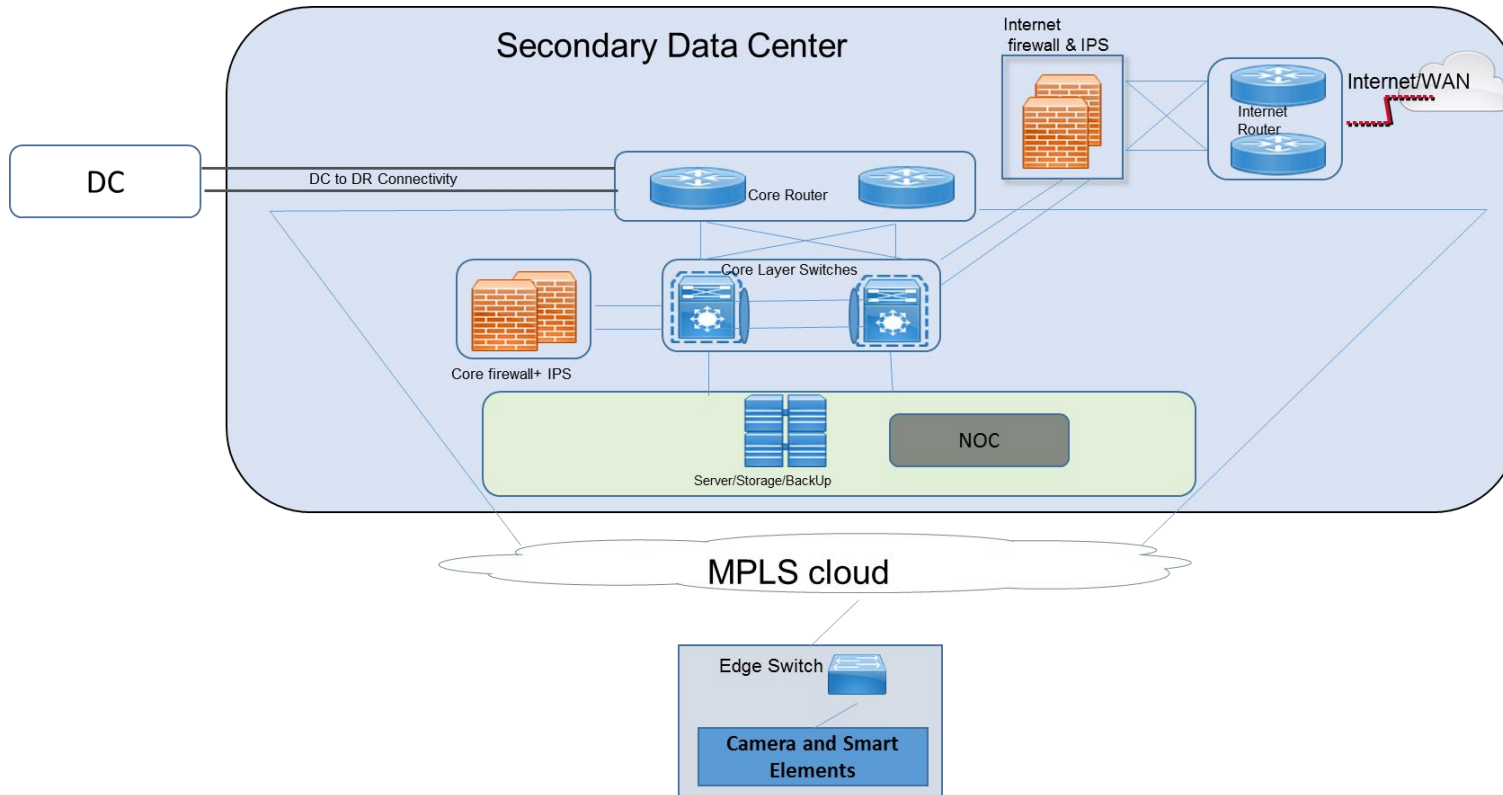 Secondary Data Center
Internet
firewall & IPS
Internet/WAN
Internet
Router
DC
DC to DR Connectivity
Core Router
Core Layer Switches
Core firewall+ IPS
NOC
Server/Storage/BackUp
MPLS cloud
Edge Switch
Camera and Smart
Elements